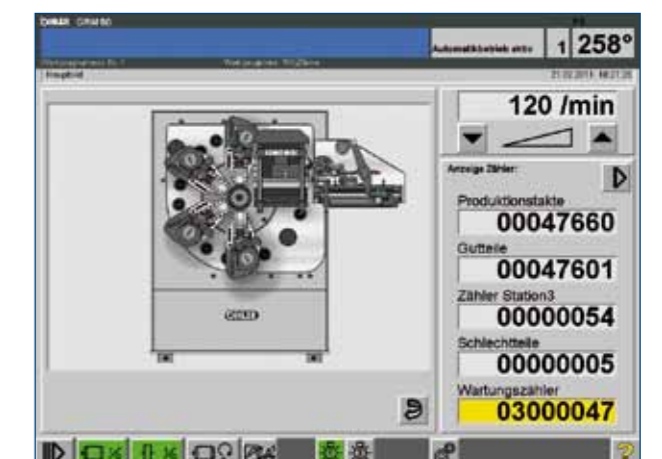 Automatikbetrieb aktiv
1 258°
Hauptbild
120 /min
Anzeige Zähler:
Produktionstakte
00047660
Gutteile
00047601
Zähler Station3
00000054
Schlechtteile
00000005
Wartungszähler
03000047
?